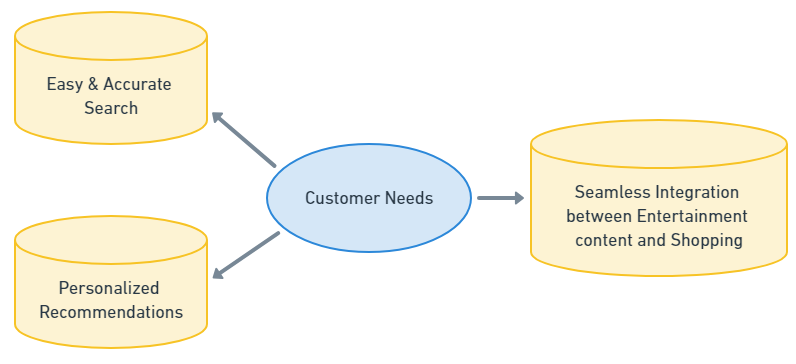 Easy & Accurate
Search
Customer Needs
Seamless Integration
between Entertainment
content and Shopping
Personalized
Recommendations